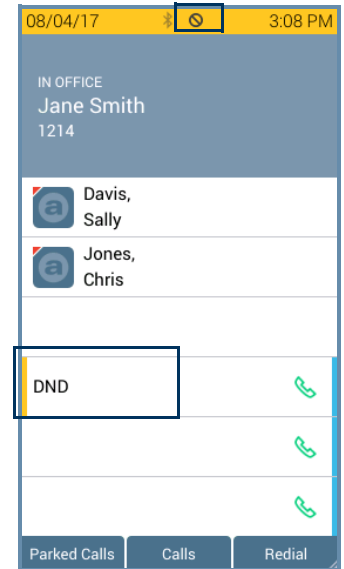 08/04/17 3:08 PM
IN OFFICE
Jane Smith
1214
a Davis,
Sally
a Jones,
Chris
DND
Parked Calls Calls Redial